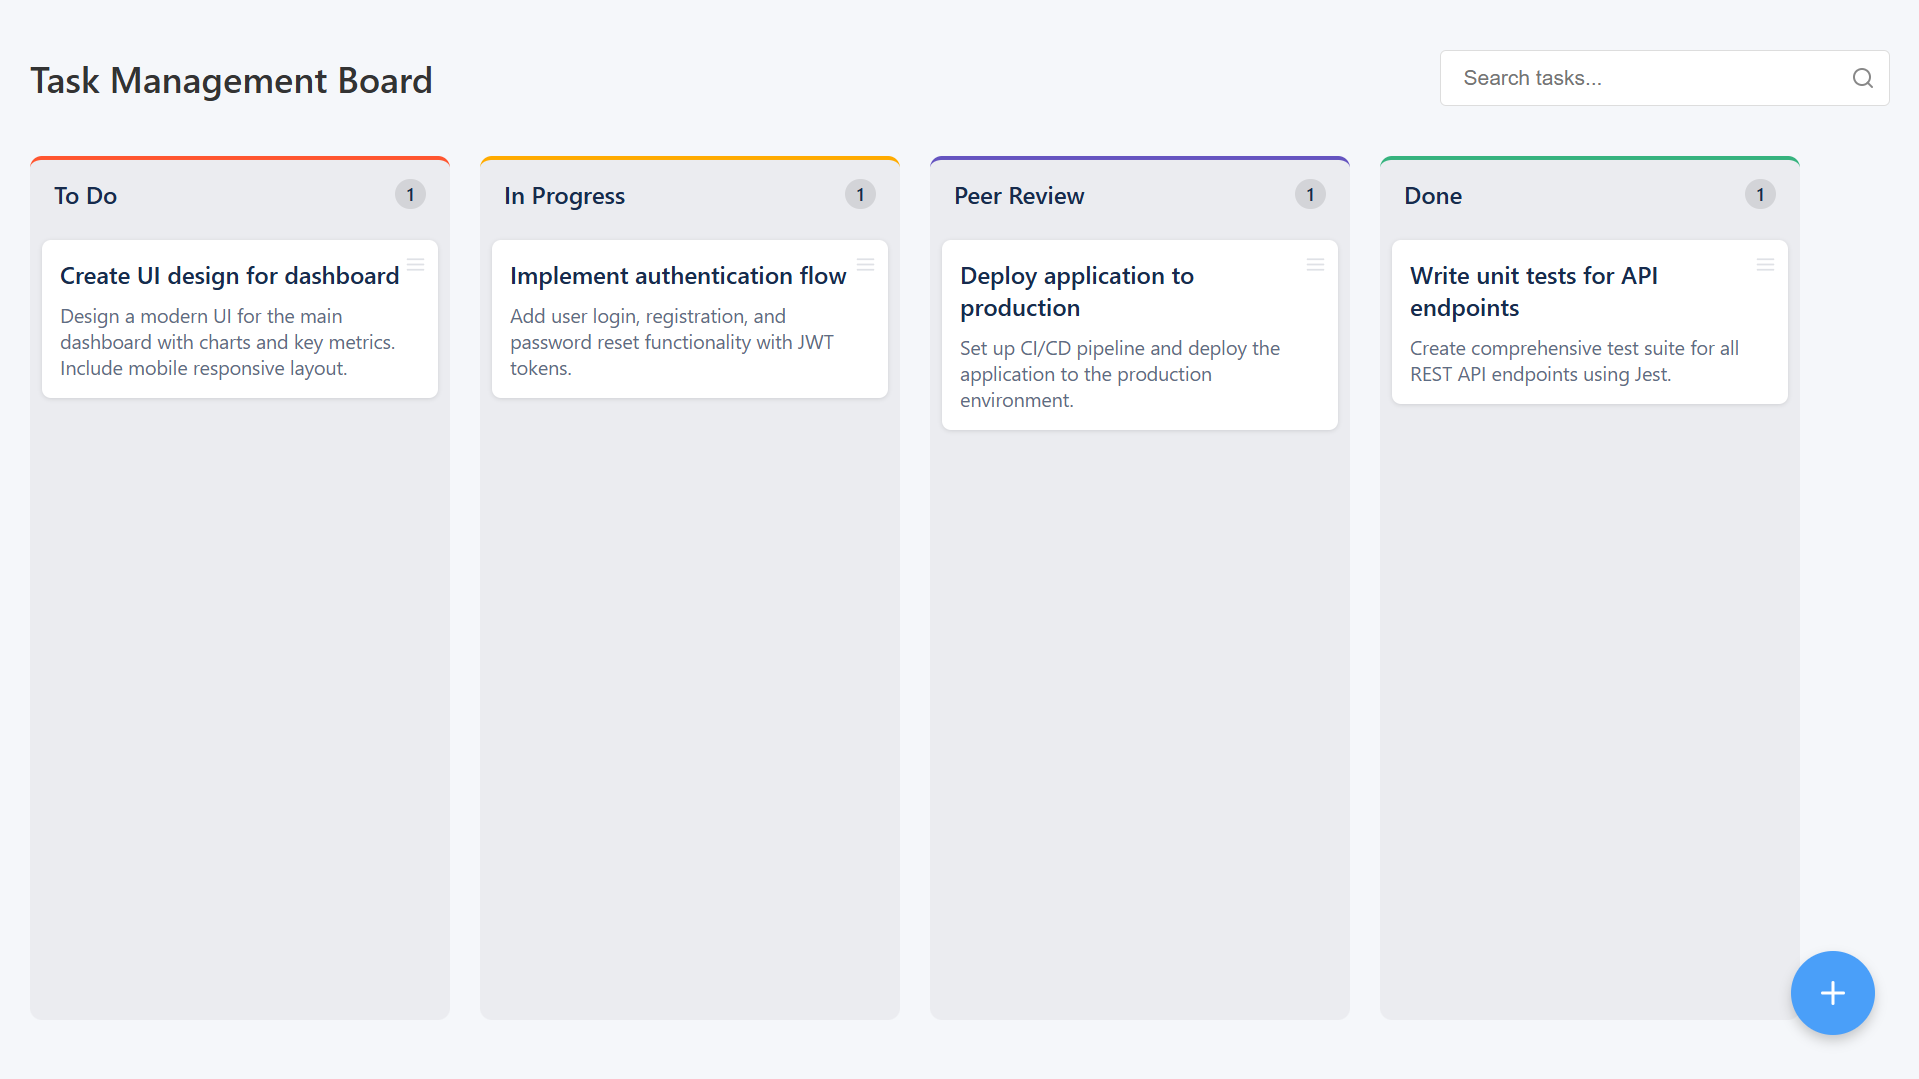 Task Management Board
Search tasks...
To Do
1
Create UI design for dashboard
Design a modern UI for the main
dashboard with charts and key metrics.
Include mobile responsive layout.
In Progress
1
Implement authentication flow
Add user login, registration, and
password reset functionality with JWT
tokens.
Peer Review
1
Deploy application to
production
Set up CI/CD pipeline and deploy the
application to the production
environment.
Done
1
Write unit tests for API
endpoints
Create comprehensive test suite for all
REST API endpoints using Jest.